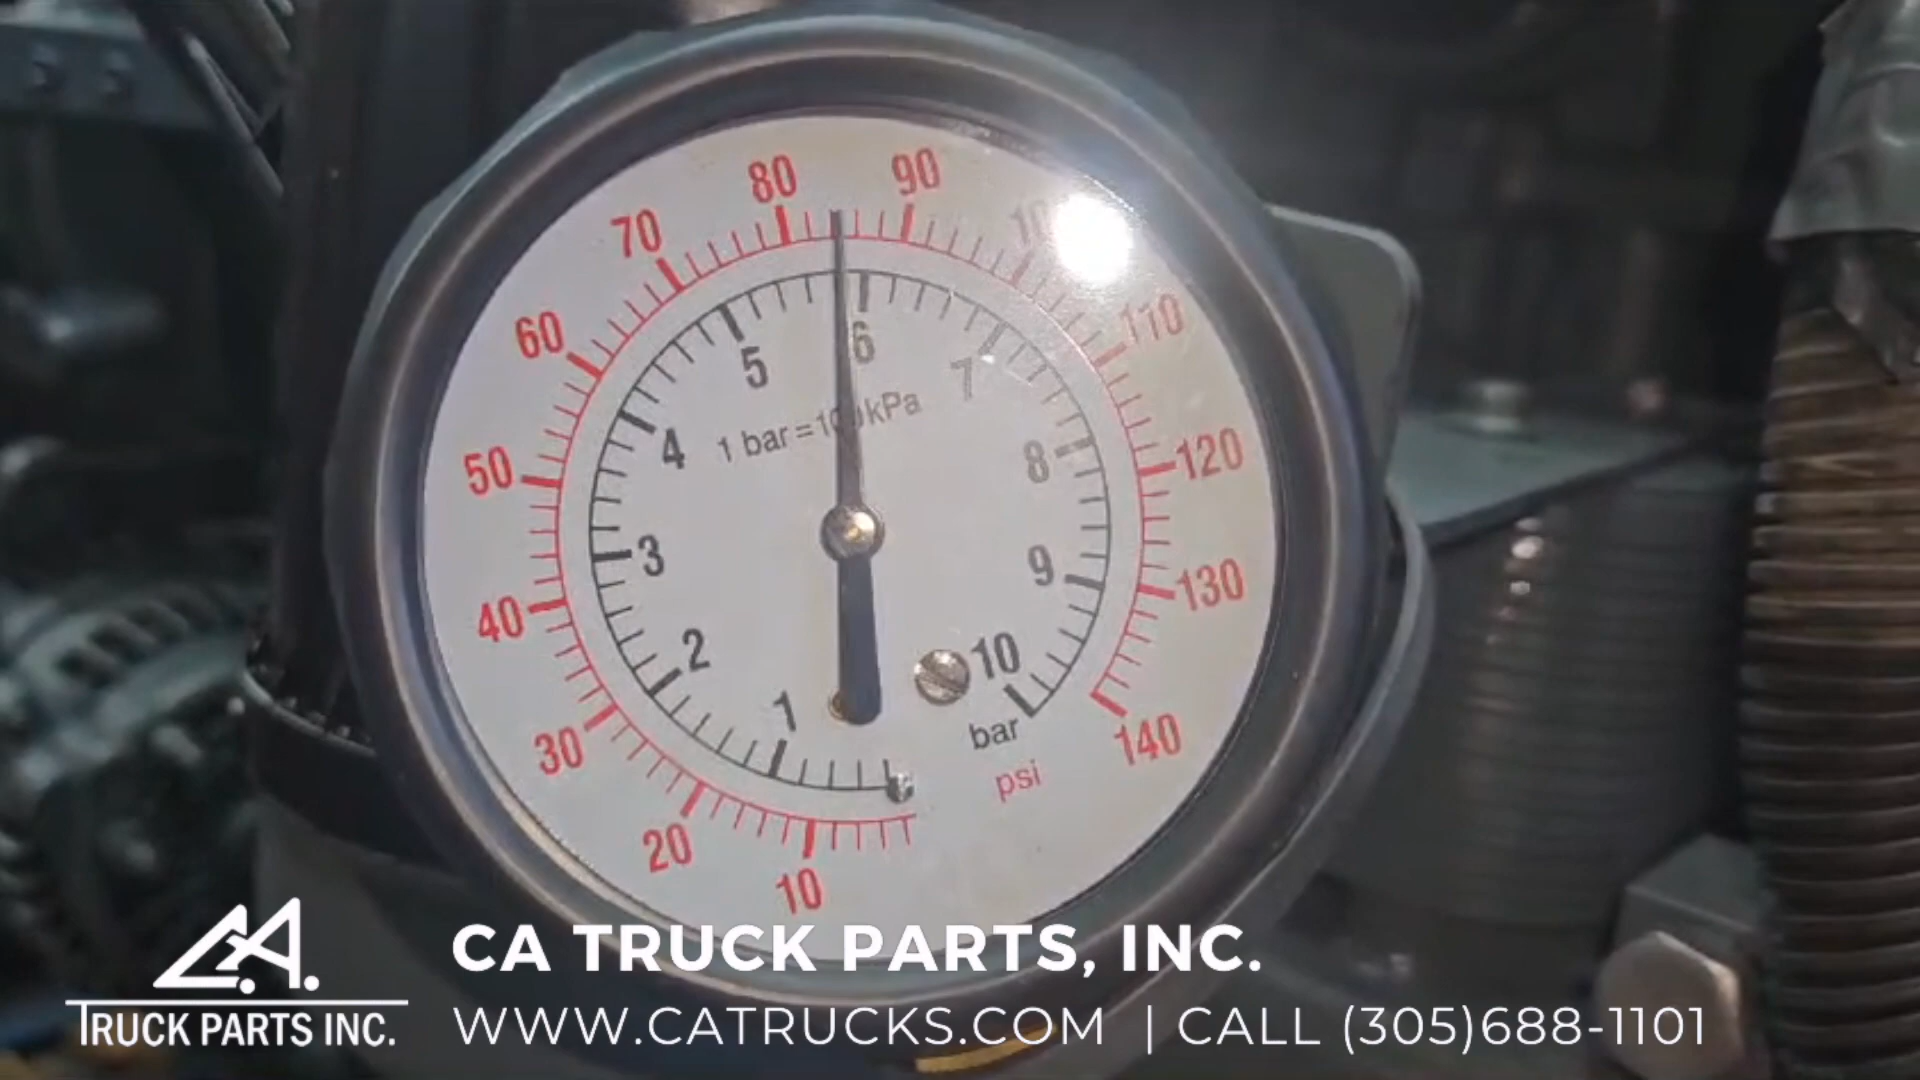 80 90
70
60 110
50 120
40 130
30 140
20
10
5 6 7
4 8
3 9
2 10
1
1 bar=100kPa
bar
psi
C.A.
TRUCK PARTS INC.
CA TRUCK PARTS, INC.
WWW.CATRUCKS.COM | CALL (305)688-1101